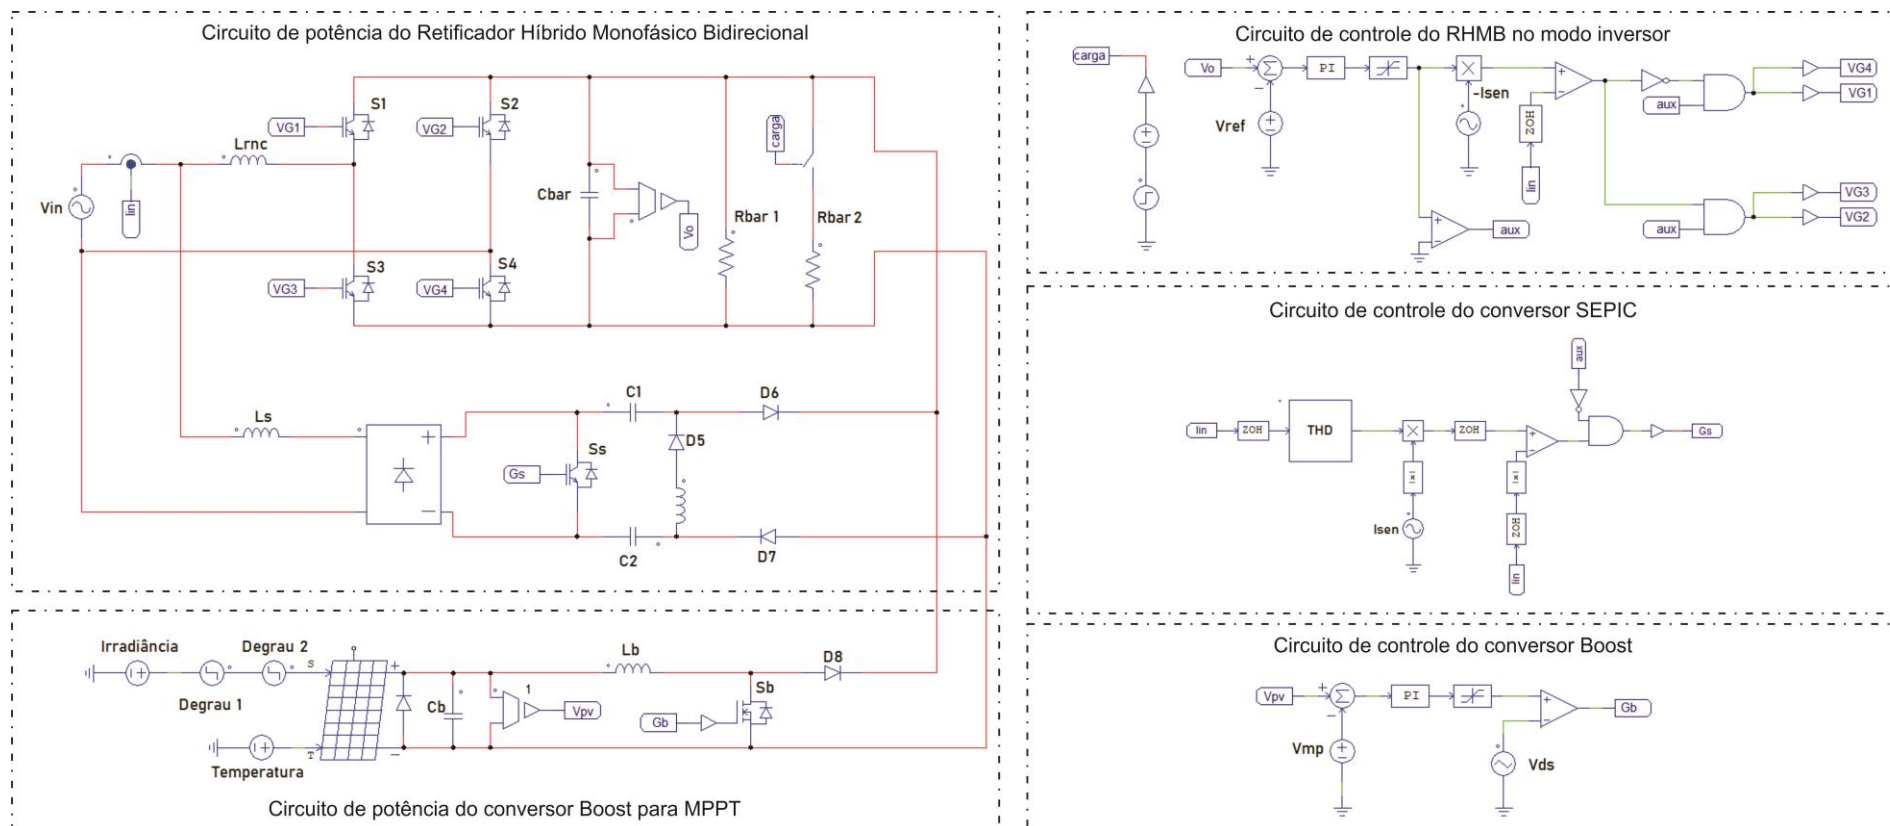 Circuito de potência do Retificador Híbrido Monofásico Bidirecional
S1
S2
VG1
VG2
Lrnc
Vin
Iin
Cbar
Vo
carga
Rbar 1
Rbar 2
S3
S4
VG3
VG4
C1
D6
Ls
D5
Ss
Gs
+
−
C2
D7
Irradiância
Degrau 2
S
+
Lb
D8
Degrau 1
Cb
1
Vpv
Sb
Gb
T
−
Temperatura
Circuito de potência do conversor Boost para MPPT
Circuito de controle do RHMB no modo inversor
carga
Vo
+
Σ
−
PI
-Isen
Vref
ZOH
Iin
+
−
aux
VG4
VG1
+
−
aux
aux
VG3
VG2
Circuito de controle do conversor SEPIC
aux
Iin
ZOH
THD
ZOH
+
−
Gs
|x|
|x|
Isen
ZOH
Iin
Circuito de controle do conversor Boost
Vpv
+
Σ
−
PI
+
−
Gb
Vmp
Vds